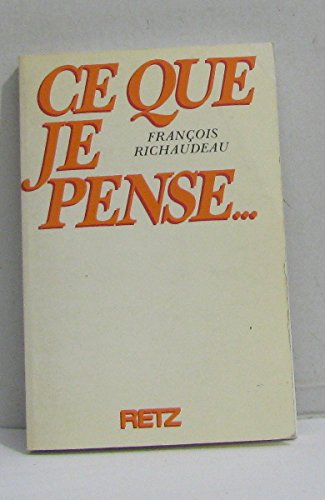 CE QUE
JE
FRANÇOIS
RICHAUDEAU
PENSE...
RETZ